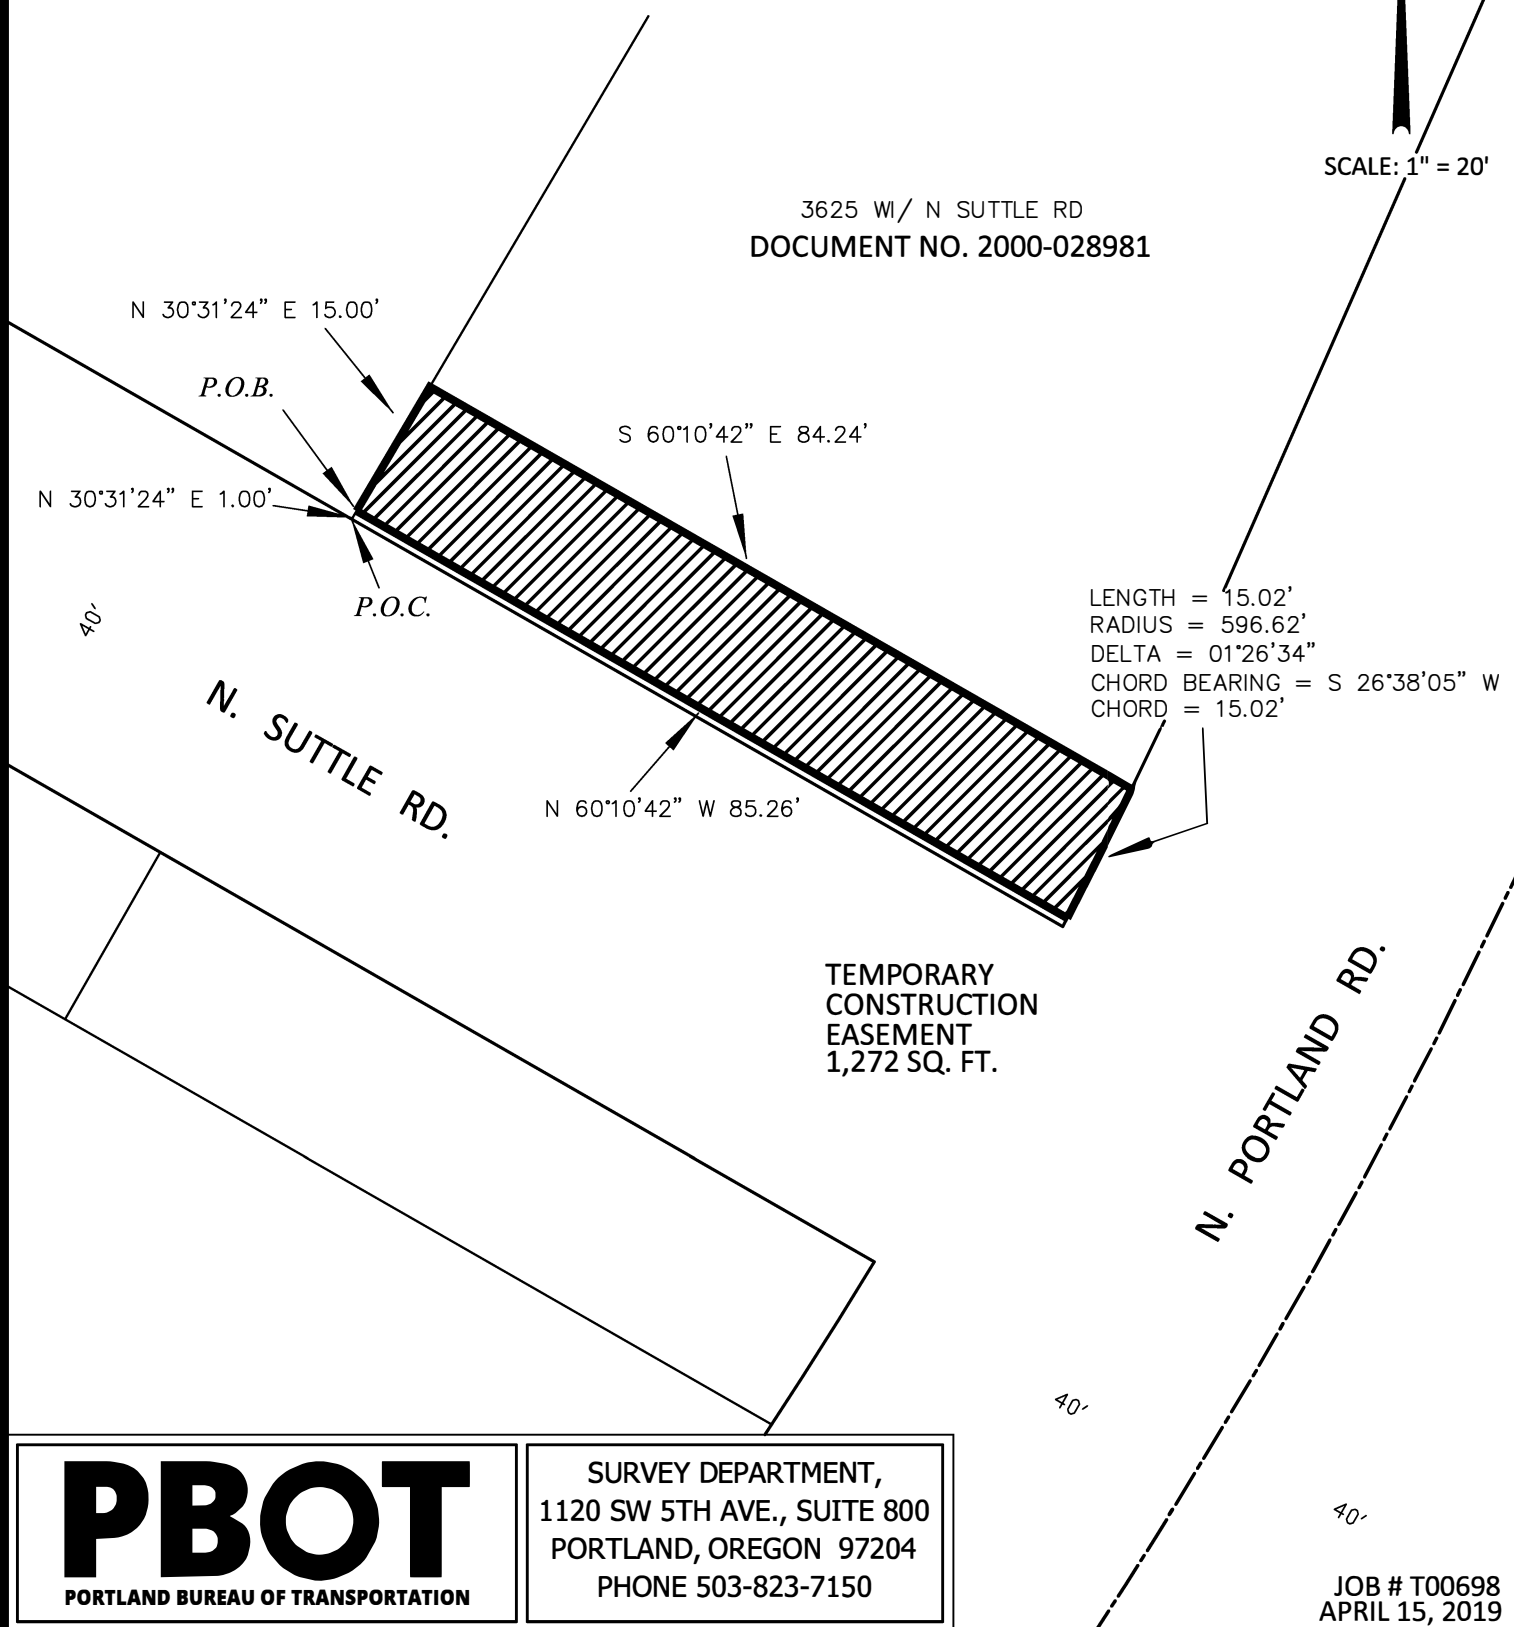 SCALE: 1" = 20'
3625 WI/ N SUTTLE RD
DOCUMENT NO. 2000-028981
N 30°31'24" E 15.00'
P.O.B.
S 60°10'42" E 84.24'
N 30°31'24" E 1.00'
P.O.C.
40'
LENGTH = 15.02'
RADIUS = 596.62'
DELTA = 01°26'34"
CHORD BEARING = S 26°38'05" W
CHORD = 15.02'
N. SUTTLE RD.
N 60°10'42" W 85.26'
TEMPORARY
CONSTRUCTION
EASEMENT
1,272 SQ. FT.
N. PORTLAND RD.
40'
40'
PBOT
PORTLAND BUREAU OF TRANSPORTATION
SURVEY DEPARTMENT,
1120 SW 5TH AVE., SUITE 800
PORTLAND, OREGON 97204
PHONE 503-823-7150
JOB # T00698
APRIL 15, 2019